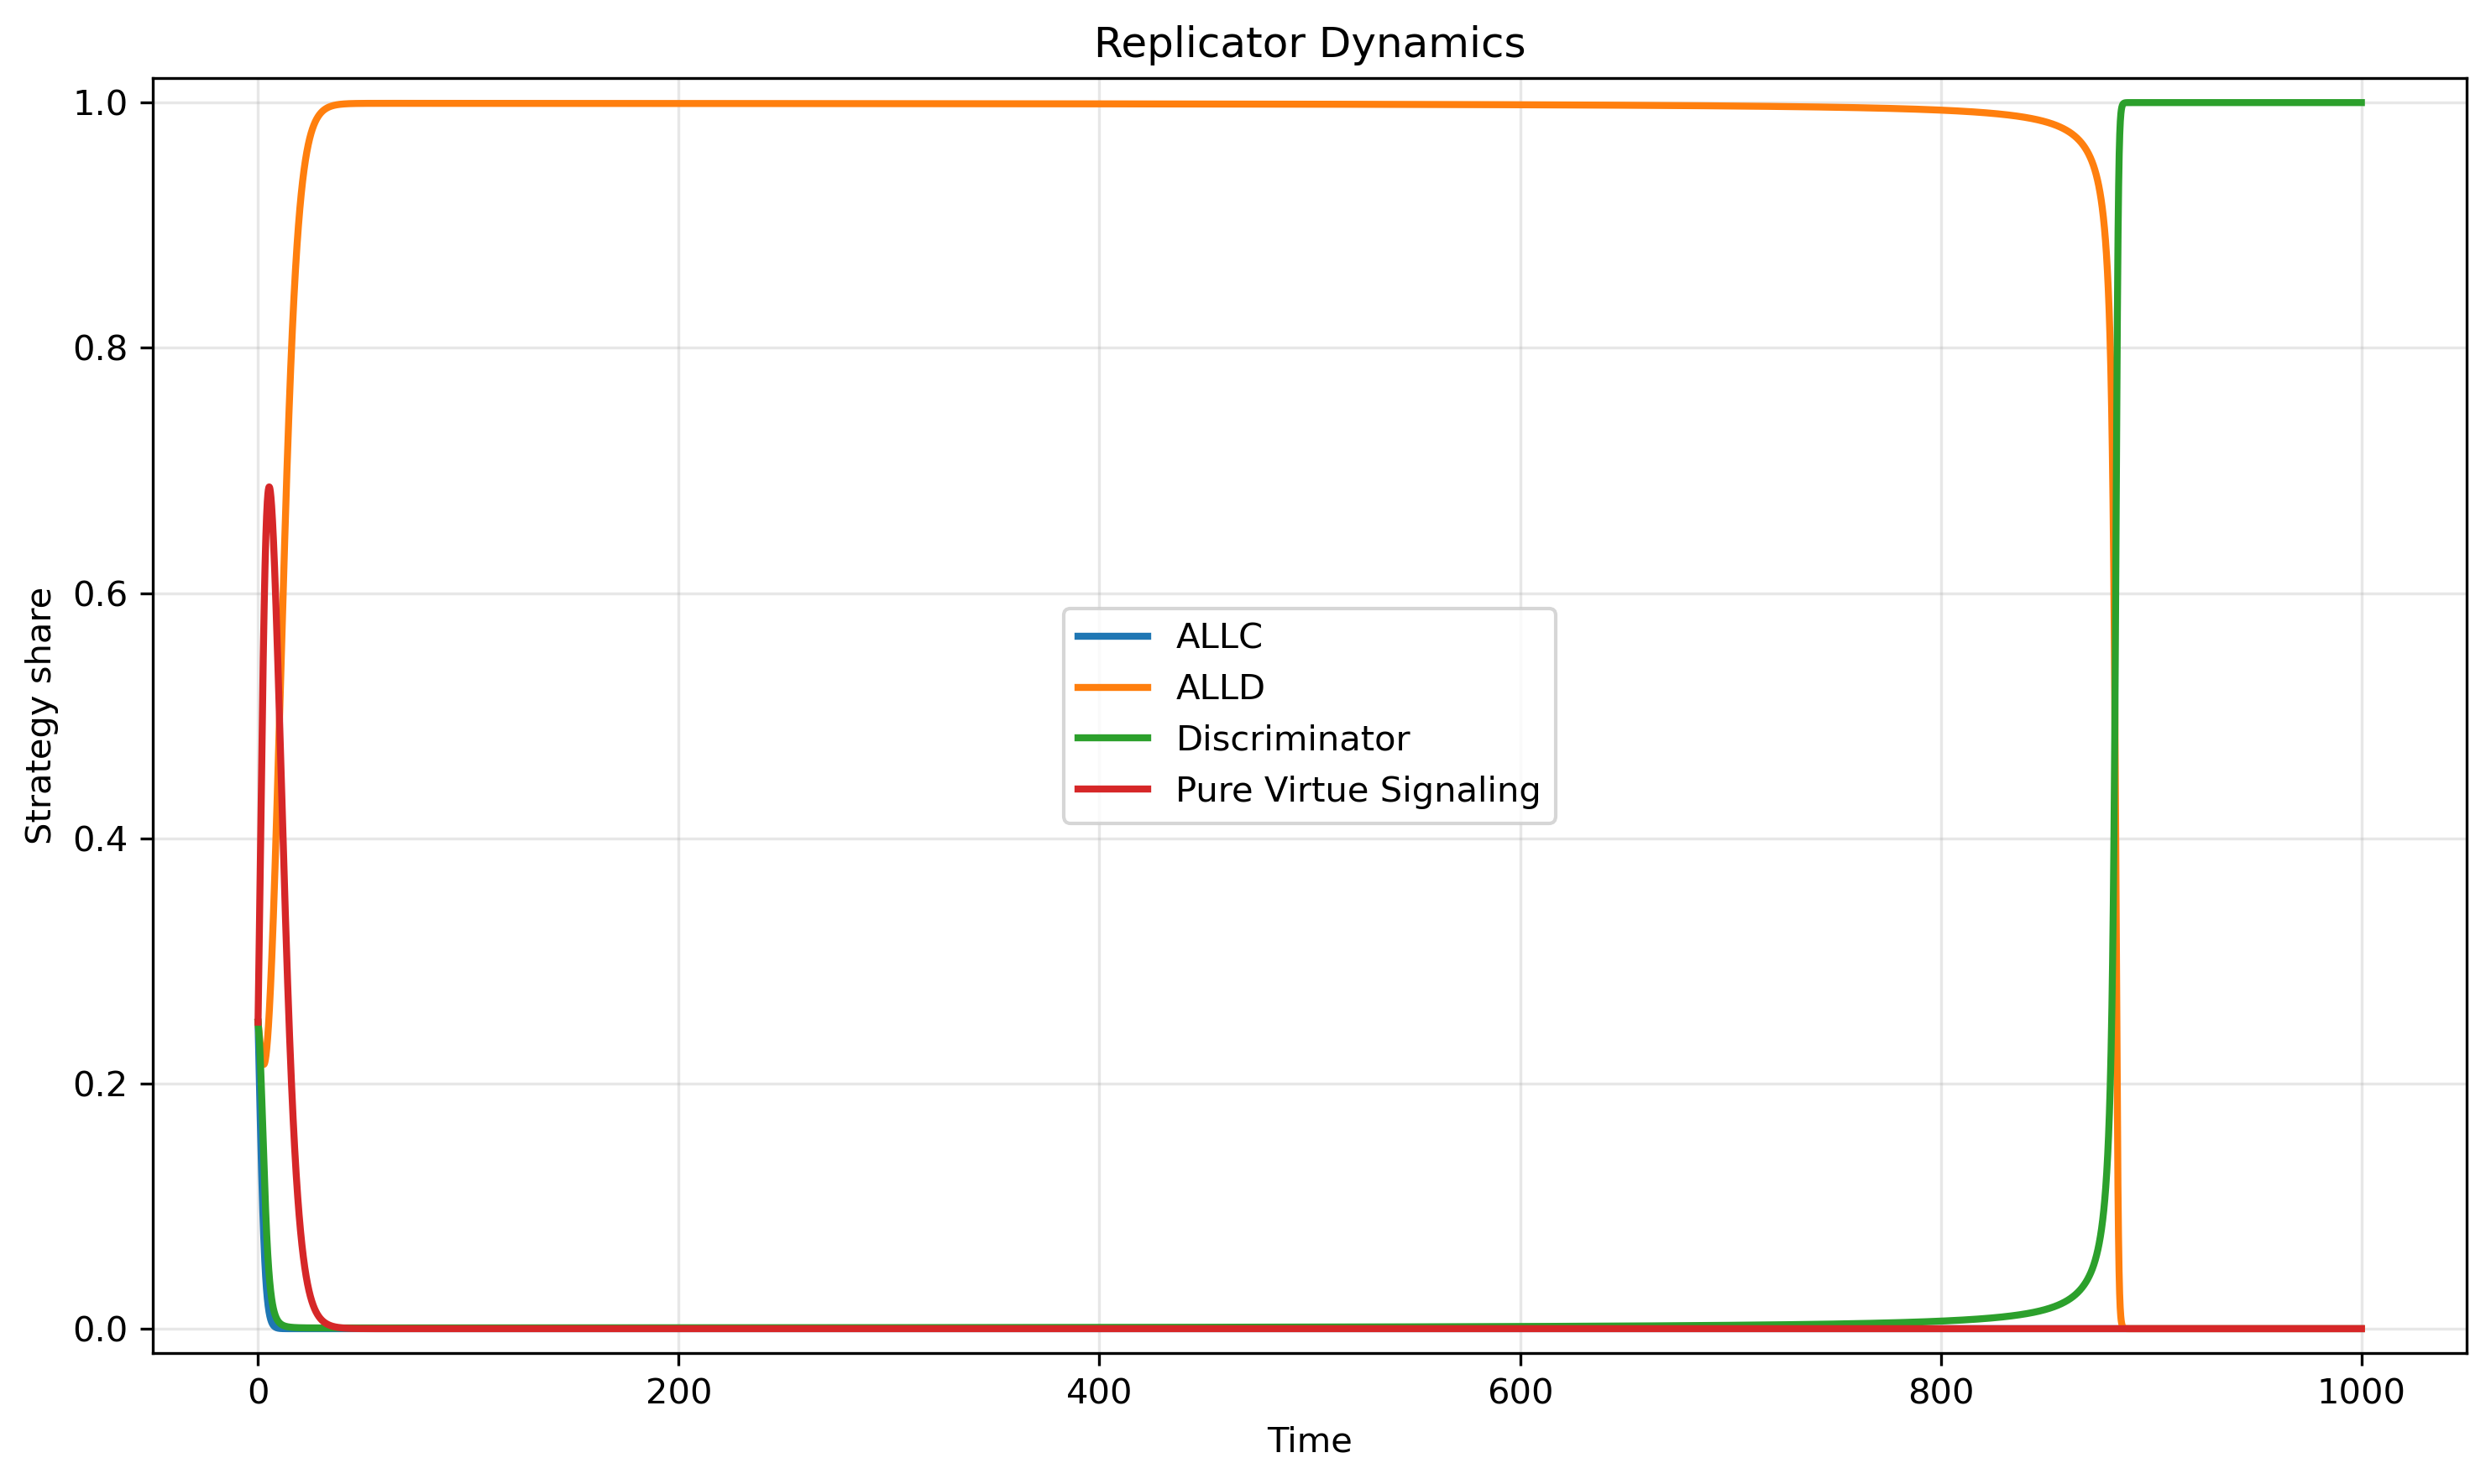 Replicator Dynamics
Strategy share
1.0
0.8
0.6
0.4
0.2
0.0
ALLC
ALLD
Discriminator
Pure Virtue Signaling
0 200 400 600 800 1000
Time